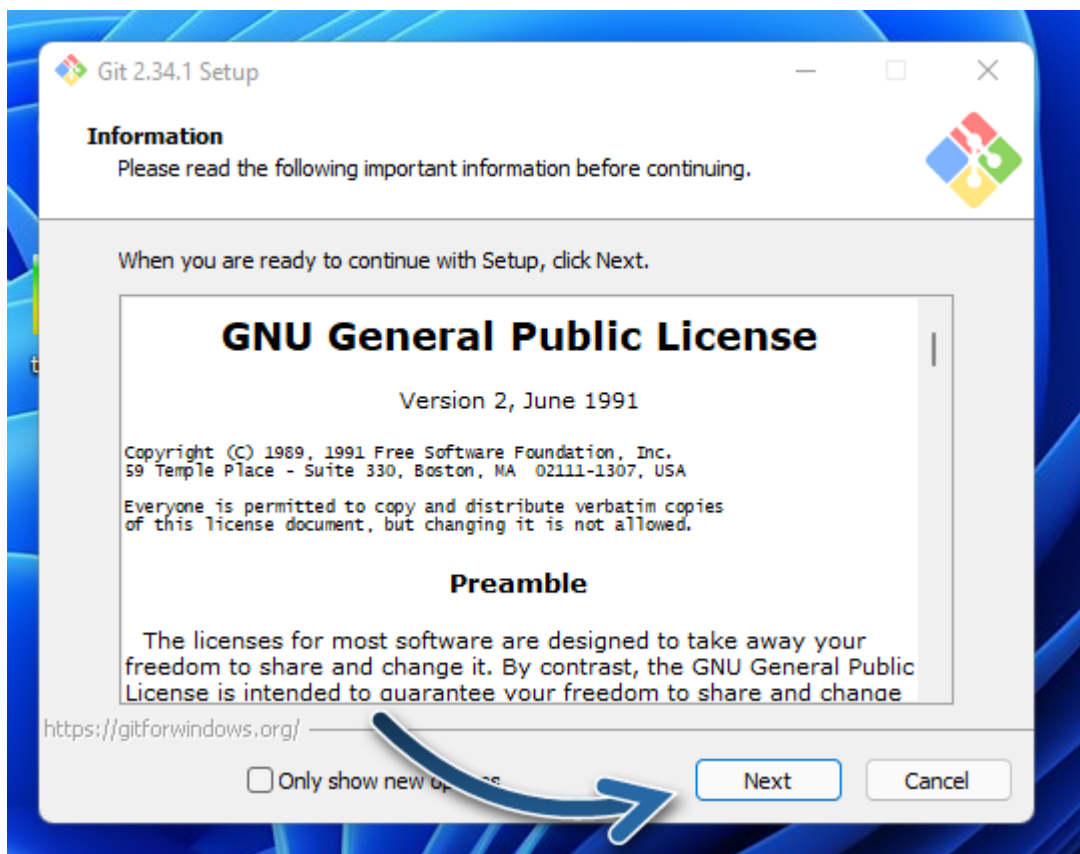 Git 2.34.1 Setup
Information
Please read the following important information before continuing.
When you are ready to continue with Setup, click Next.
GNU General Public License
Version 2, June 1991
Copyright (C) 1989, 1991 Free Software Foundation, Inc.
59 Temple Place - Suite 330, Boston, MA  02111-1307, USA
Everyone is permitted to copy and distribute verbatim copies
of this license document, but changing it is not allowed.
Preamble
The licenses for most software are designed to take away your
freedom to share and change it. By contrast, the GNU General Public
License is intended to guarantee your freedom to share and change
https://gitforwindows.org/
Only show new
Next
Cancel